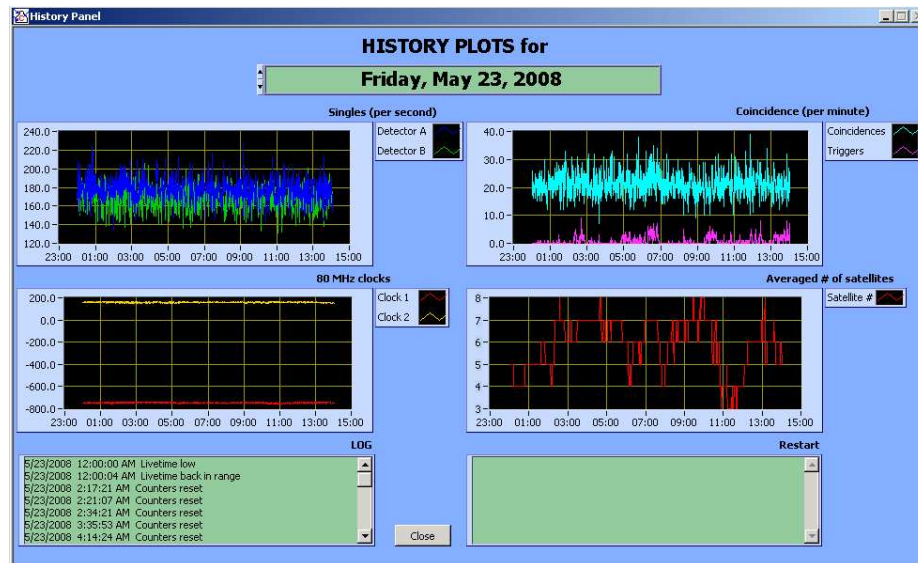 History Panel
HISTORY PLOTS for
Friday, May 23, 2008
Singles (per second)
240.0
220.0
200.0
180.0
160.0
140.0
120.0
23:00 01:00 03:00 05:00 07:00 09:00 11:00 13:00 15:00
Detector A
Detector B
Coincidence (per minute)
40.0
30.0
20.0
10.0
0.0
23:00 01:00 03:00 05:00 07:00 09:00 11:00 13:00 15:00
Coincidences
Triggers
80 MHz clocks
200.0
0.0
-200.0
-400.0
-600.0
-800.0
23:00 01:00 03:00 05:00 07:00 09:00 11:00 13:00 15:00
Clock 1
Clock 2
Averaged # of satellites
8
7
6
5
4
3
23:00 01:00 03:00 05:00 07:00 09:00 11:00 13:00 15:00
Satellite #
LOG
5/23/2008 12:00:00 AM Livetime low
5/23/2008 12:00:04 AM Livetime back in range
5/23/2008 2:17:21 AM Counters reset
5/23/2008 2:21:07 AM Counters reset
5/23/2008 2:34:21 AM Counters reset
5/23/2008 3:35:53 AM Counters reset
5/23/2008 4:14:24 AM Counters reset
Close
Restart